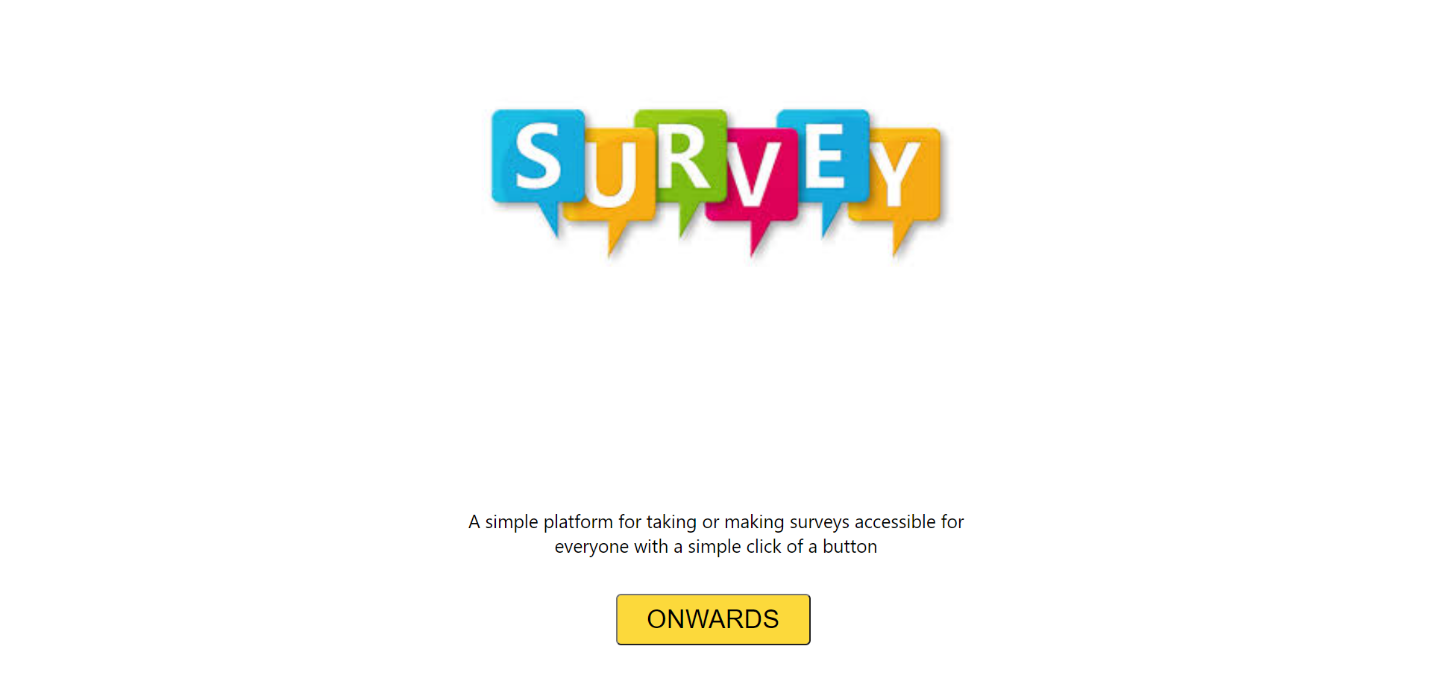 SURVEY
A simple platform for taking or making surveys accessible for
everyone with a simple click of a button
ONWARDS